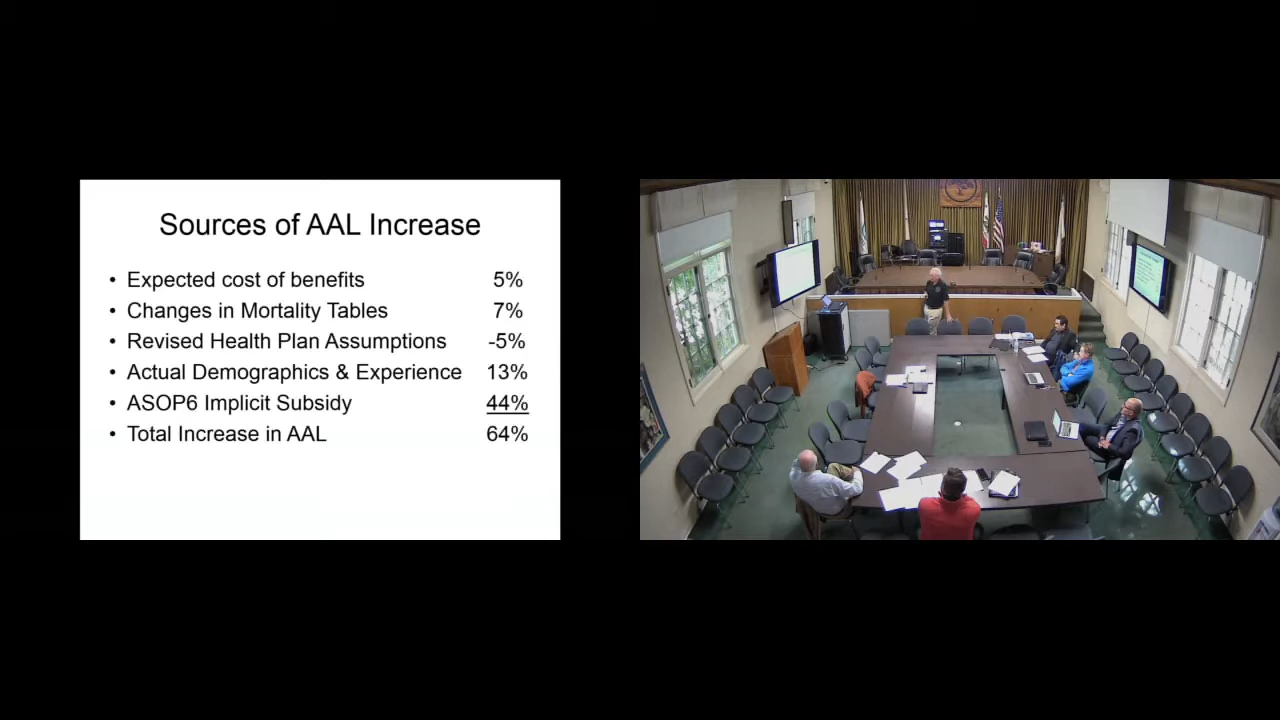 Sources of AAL Increase
• Expected cost of benefits 5%
• Changes in Mortality Tables 7%
• Revised Health Plan Assumptions -5%
• Actual Demographics & Experience 13%
• ASOP6 Implicit Subsidy 44%
• Total Increase in AAL 64%